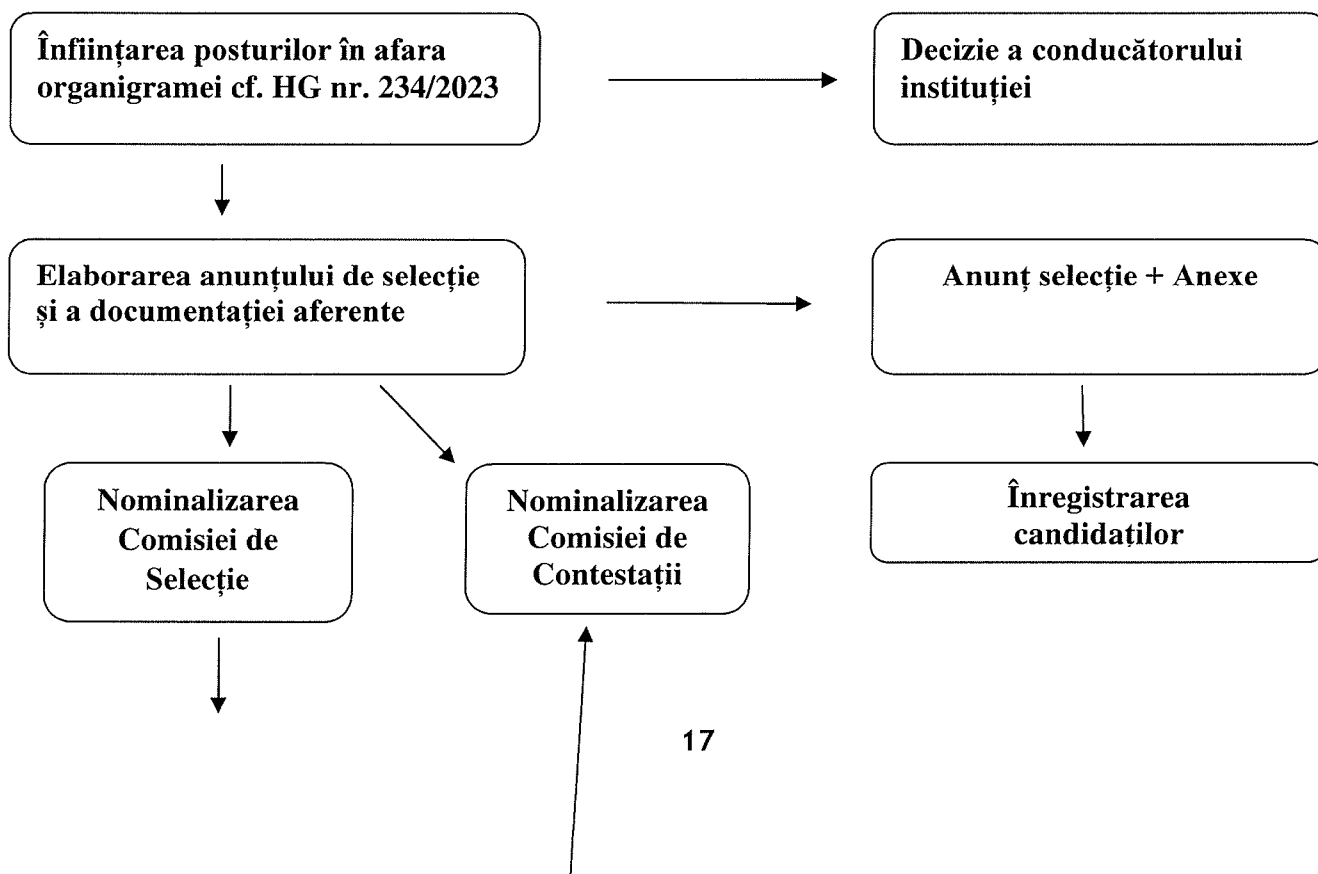 Înființarea posturilor în afara
organigramei cf. HG nr. 234/2023
Decizie a conducătorului
instituției
Elaborarea anunțului de selecție
și a documentației aferente
Anunț selecție + Anexe
Nominalizarea
Comisiei de
Selecție
Nominalizarea
Comisiei de
Contestații
Înregistrarea
candidaților
17